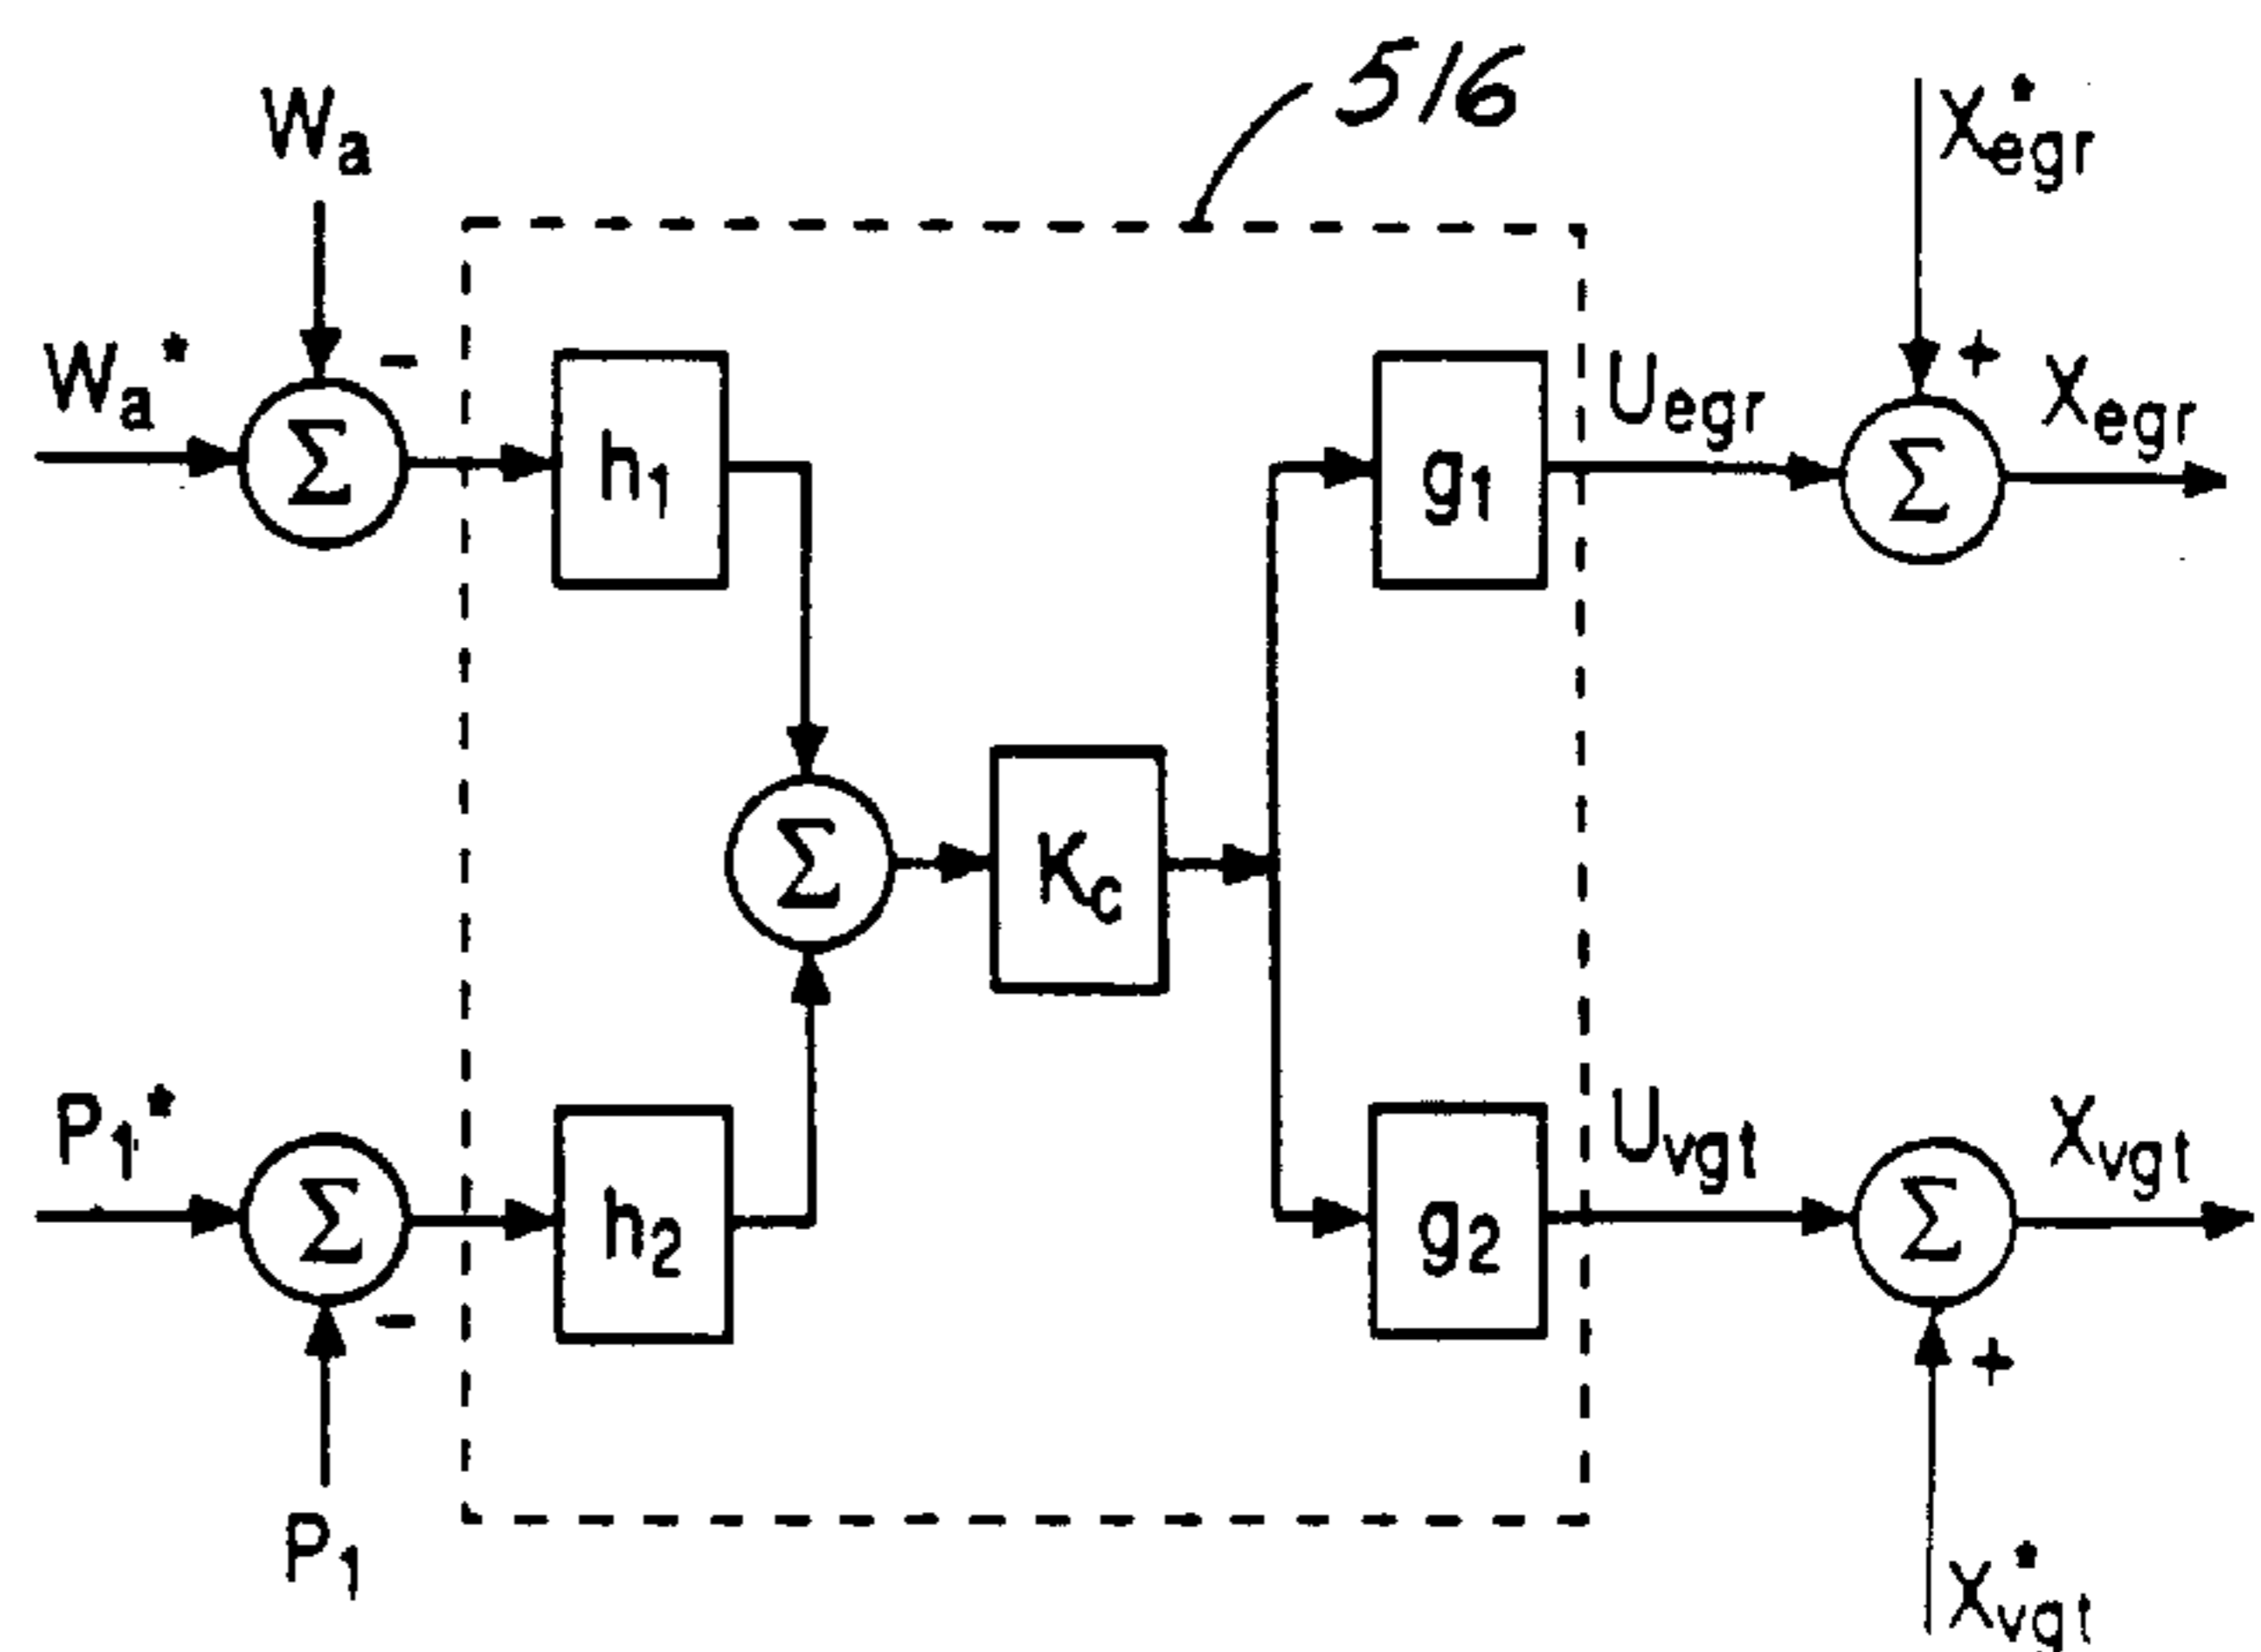 516
Wa
X*egr
Wa*
-
h1
g1
Uegr
+
Xegr
Σ
Σ
Σ
Kc
P1*
h2
g2
Uvgt
Xvgt
Σ
Σ
-
+
P1
X*vgt